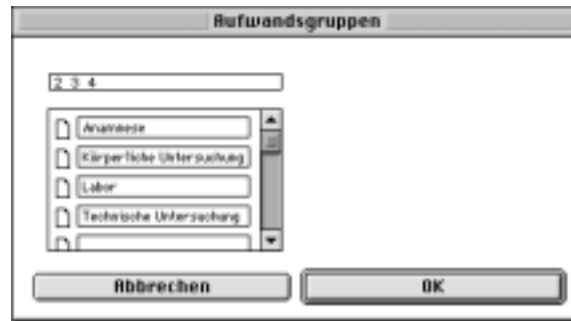 Aufwandsgruppen
2 3 4
Anamnese
Körperliche Untersuchung
Labor
Technische Untersuchung
Abbrechen
OK